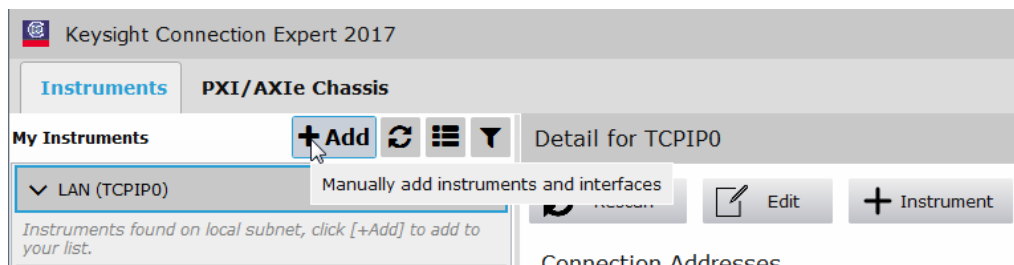 Keysight Connection Expert 2017
Instruments PXI/AXIe Chassis
My Instruments Add Detail for TCPIP0
LAN (TCPIP0) Manually add instruments and interfaces
Rescan Edit Instrument
Instruments found on local subnet, click [+Add] to add to
your list.
Connection Addresses